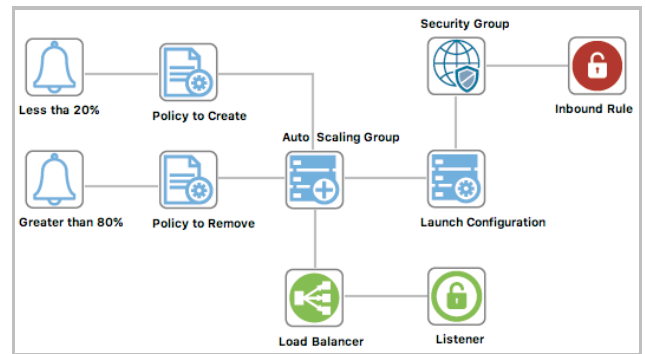 Security Group
Less tha 20%
Policy to Create
Inbound Rule
Auto Scaling Group
Greater than 80%
Policy to Remove
Launch Configuration
Load Balancer
Listener